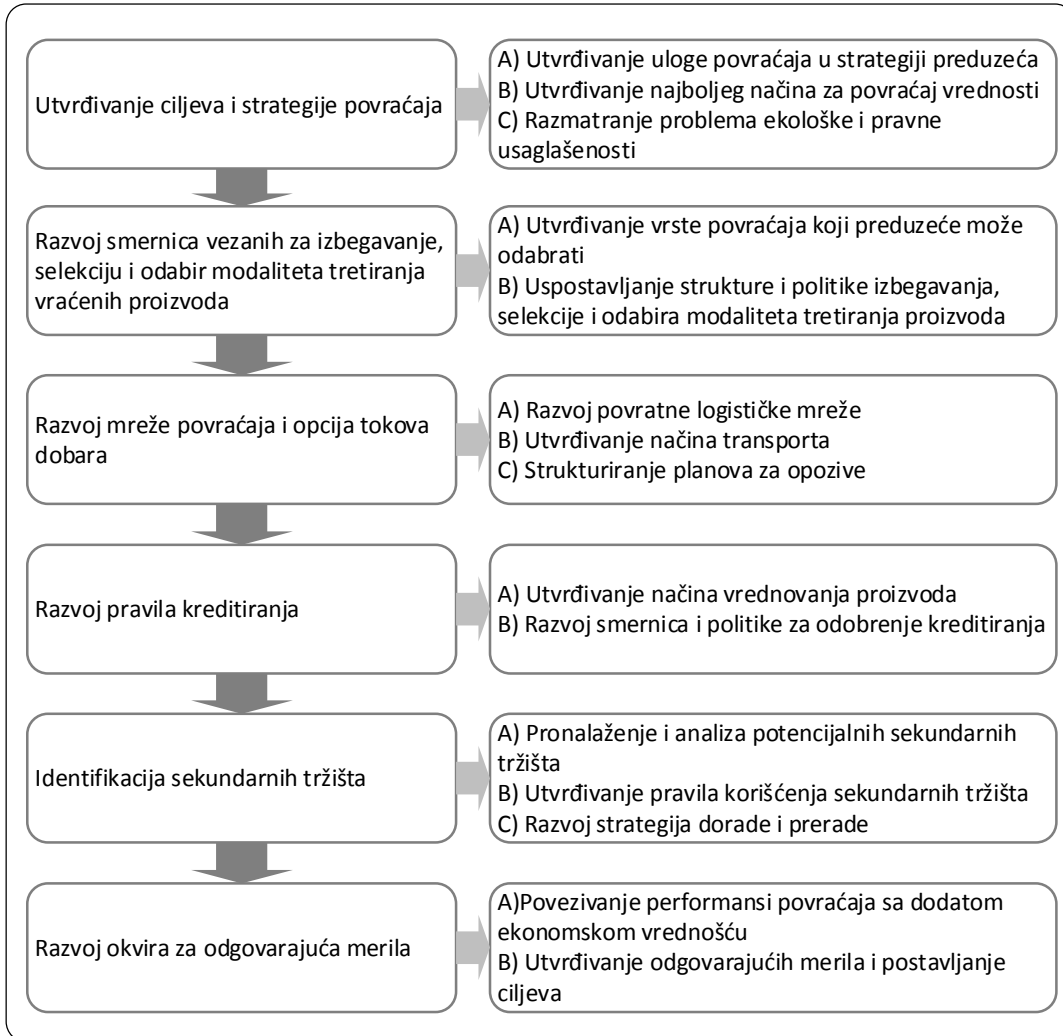 Utvrđivanje ciljeva i strategije povraćaja
A) Utvrđivanje uloge povraćaja u strategiji preduzeća
B) Utvrđivanje najboljeg načina za povraćaj vrednosti
C) Razmatranje problema ekološke i pravne
usaglašenosti
Razvoj smernica vezanih za izbegavanje,
selekciju i odabir modaliteta tretiranja
vraćenih proizvoda
A) Utvrđivanje vrste povraćaja koji preduzeće može
odabrati
B) Uspostavljanje strukture i politike izbegavanja,
selekcije i odabira modaliteta tretiranja proizvoda
Razvoj mreže povraćaja i opcija tokova
dobara
A) Razvoj povratne logističke mreže
B) Utvrđivanje načina transporta
C) Strukturiranje planova za opozive
Razvoj pravila kreditiranja
A) Utvrđivanje načina vrednovanja proizvoda
B) Razvoj smernica i politike za odobrenje kreditiranja
Identifikacija sekundarnih tržišta
A) Pronalaženje i analiza potencijalnih sekundarnih
tržišta
B) Utvrđivanje pravila korišćenja sekundarnih tržišta
C) Razvoj strategija dorade i prerade
Razvoj okvira za odgovarajuća merila
A)Povezivanje performansi povraćaja sa dodatom
ekonomskom vrednošću
B) Utvrđivanje odgovarajućih merila i postavljanje
ciljeva